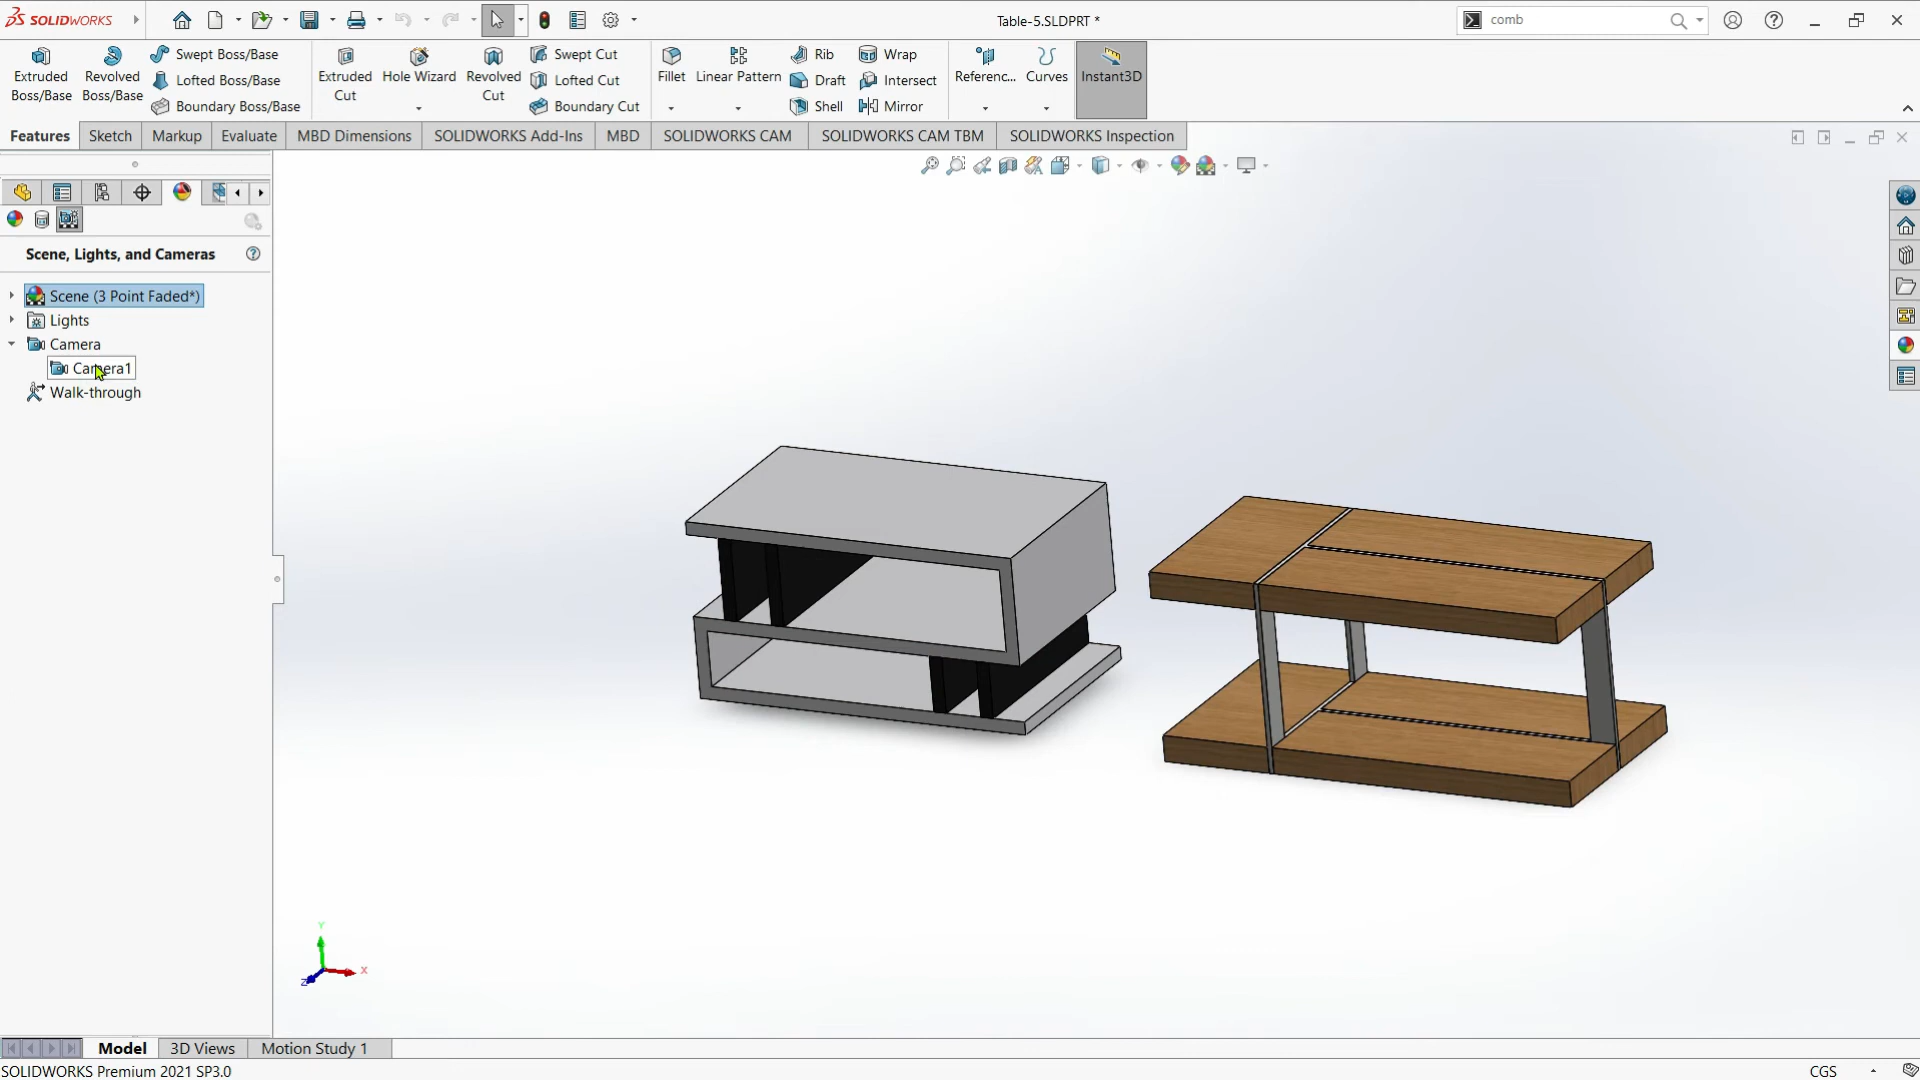 SOLIDWORKS
Table-5.SLDPRT *
comb
Extruded Boss/Base
Revolved Boss/Base
Swept Boss/Base
Lofted Boss/Base
Boundary Boss/Base
Extruded Cut
Hole Wizard
Revolved Cut
Swept Cut
Lofted Cut
Boundary Cut
Fillet
Linear Pattern
Rib
Draft
Shell
Wrap
Intersect
Mirror
Referenc...
Curves
Instant3D
Features
Sketch
Markup
Evaluate
MBD Dimensions
SOLIDWORKS Add-Ins
MBD
SOLIDWORKS CAM
SOLIDWORKS CAM TBM
SOLIDWORKS Inspection
Scene, Lights, and Cameras
Scene (3 Point Faded*)
Lights
Camera
Camera1
Walk-through
Y
X
Z
Model
3D Views
Motion Study 1
SOLIDWORKS Premium 2021 SP3.0
CGS